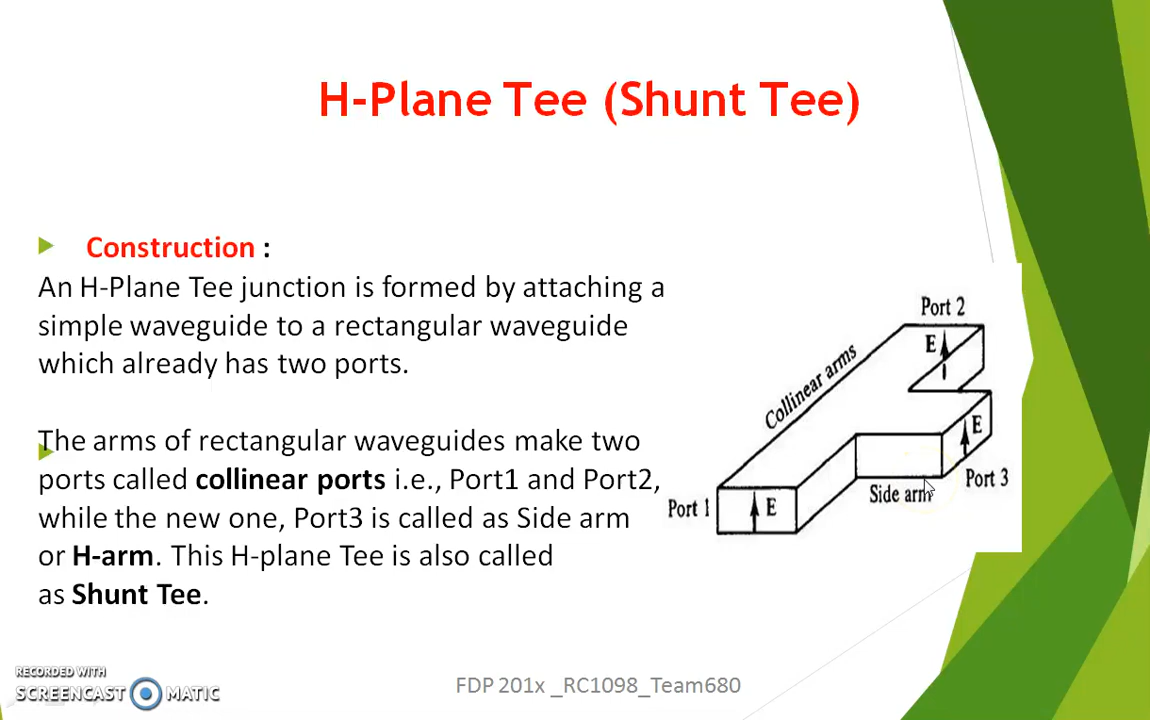 H-Plane Tee (Shunt Tee)
Construction :
An H-Plane Tee junction is formed by attaching a
simple waveguide to a rectangular waveguide
which already has two ports.
The arms of rectangular waveguides make two
ports called collinear ports i.e., Port1 and Port2,
while the new one, Port3 is called as Side arm
or H-arm. This H-plane Tee is also called
as Shunt Tee.
Port 2
E
Collinear arms
E
Port 3
Side arm
Port 1
E
RECORDED WITH
SCREENCAST MATIC
FDP 201x _RC1098_Team680